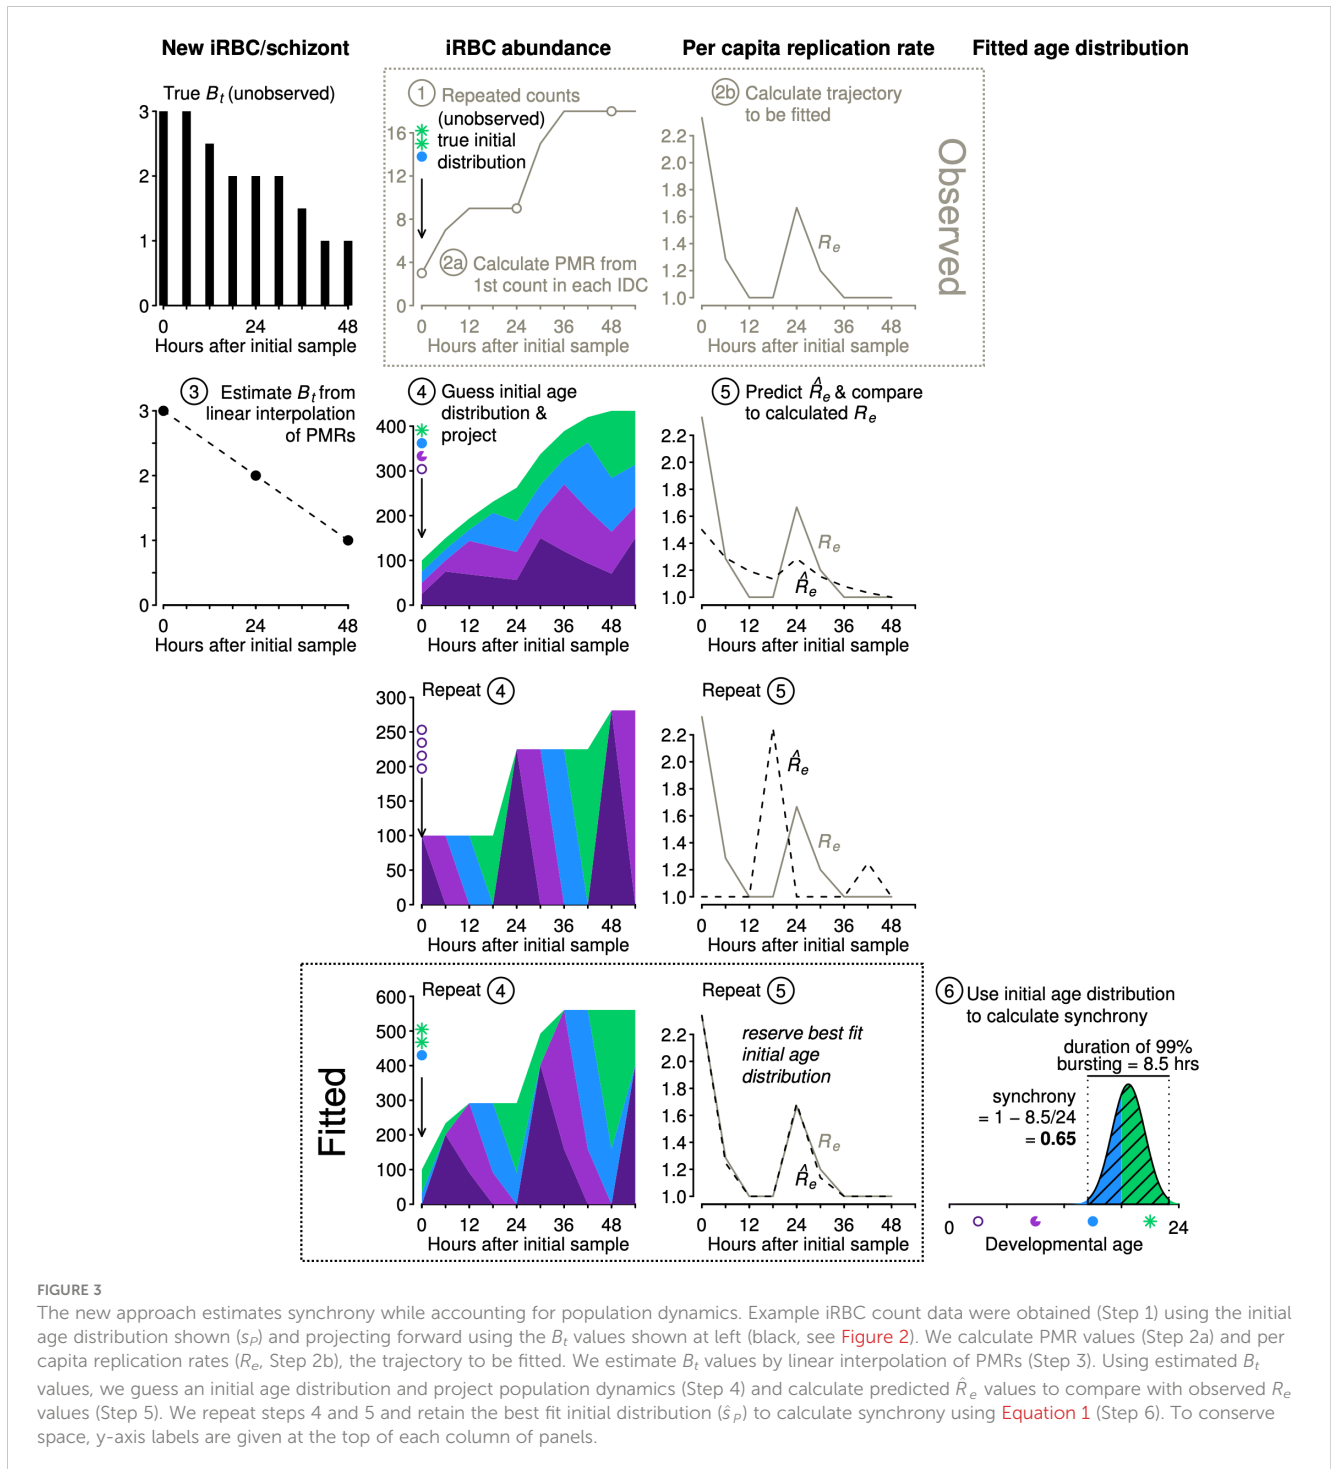 New iRBC/schizont
iRBC abundance
Per capita replication rate
Fitted age distribution
True Bt (unobserved)
3
2
1
0
0 24 48
Hours after initial sample
1 Repeated counts
(unobserved)
true initial
distribution
16
12
8
4
0
2a Calculate PMR from
1st count in each IDC
0 12 24 36 48
Hours after initial sample
2b Calculate trajectory
to be fitted
2.2
2.0
1.8
1.6
1.4
1.2
1.0
Re
0 12 24 36 48
Hours after initial sample
Observed
3 Estimate Bt from
linear interpolation
of PMRs
3
2
1
0
0 24 48
Hours after initial sample
4 Guess initial age
distribution &
project
400
300
200
100
0
0 12 24 36 48
Hours after initial sample
5 Predict R̂e & compare
to calculated Re
2.2
2.0
1.8
1.6
1.4
1.2
1.0
Re
R̂e
0 12 24 36 48
Hours after initial sample
Repeat 4
300
250
200
150
100
50
0
0 12 24 36 48
Hours after initial sample
Repeat 5
2.2
2.0
1.8
1.6
1.4
1.2
1.0
R̂e
Re
0 12 24 36 48
Hours after initial sample
Fitted
Repeat 4
600
500
400
300
200
100
0
0 12 24 36 48
Hours after initial sample
Repeat 5
reserve best fit
initial age
distribution
2.2
2.0
1.8
1.6
1.4
1.2
1.0
Re
R̂e
0 12 24 36 48
Hours after initial sample
6 Use initial age distribution
to calculate synchrony
duration of 99%
bursting = 8.5 hrs
synchrony
= 1 − 8.5/24
= 0.65
0 24
Developmental age
FIGURE 3
The new approach estimates synchrony while accounting for population dynamics. Example iRBC count data were obtained (Step 1) using the initial
age distribution shown (sP) and projecting forward using the Bt values shown at left (black, see Figure 2). We calculate PMR values (Step 2a) and per
capita replication rates (Re, Step 2b), the trajectory to be fitted. We estimate Bt values by linear interpolation of PMRs (Step 3). Using estimated Bt
values, we guess an initial age distribution and project population dynamics (Step 4) and calculate predicted R̂e values to compare with observed Re
values (Step 5). We repeat steps 4 and 5 and retain the best fit initial distribution (ŝP) to calculate synchrony using Equation 1 (Step 6). To conserve
space, y-axis labels are given at the top of each column of panels.